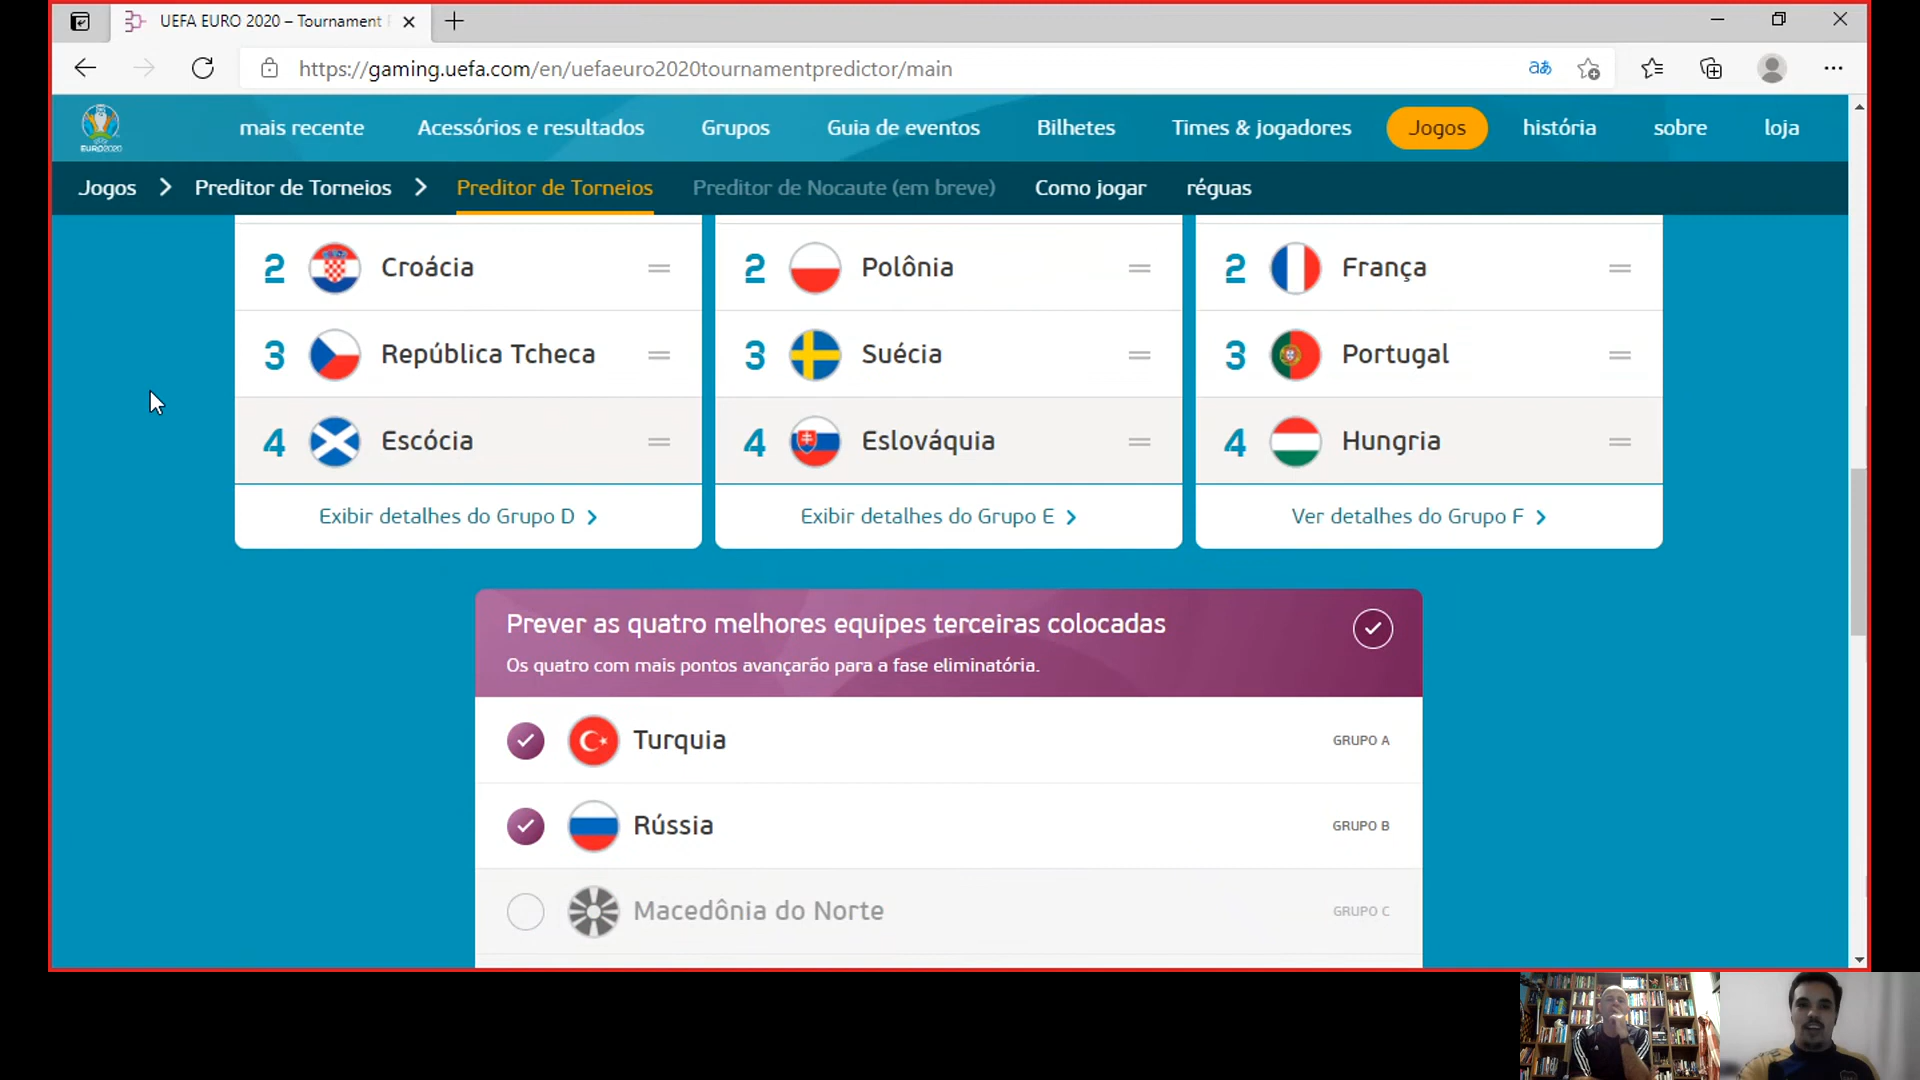 UEFA EURO 2020 – Tournament
https://gaming.uefa.com/en/uefaeuro2020tournamentpredictor/main
aあ
EURO2020
mais recente Acessórios e resultados Grupos Guia de eventos Bilhetes Times & jogadores Jogos história sobre loja
Jogos Preditor de Torneios Preditor de Torneios Preditor de Nocaute (em breve) Como jogar réguas
2 Croácia
3 República Tcheca
4 Escócia
Exibir detalhes do Grupo D
2 Polônia
3 Suécia
4 Eslováquia
Exibir detalhes do Grupo E
2 França
3 Portugal
4 Hungria
Ver detalhes do Grupo F
Prever as quatro melhores equipes terceiras colocadas
Os quatro com mais pontos avançarão para a fase eliminatória.
Turquia GRUPO A
Rússia GRUPO B
Macedônia do Norte GRUPO C